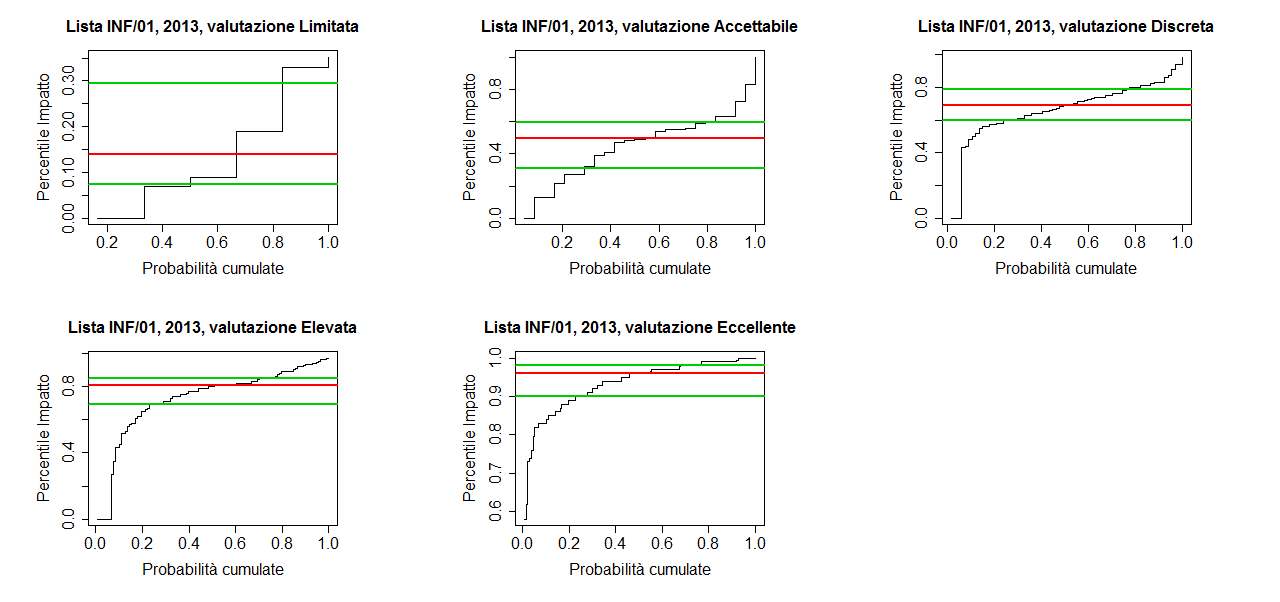 Lista INF/01, 2013, valutazione Limitata
Percentile Impatto
0.00 0.10 0.20 0.30
0.2 0.4 0.6 0.8 1.0
Probabilità cumulate
Lista INF/01, 2013, valutazione Accettabile
Percentile Impatto
0.0 0.4 0.8
0.2 0.4 0.6 0.8 1.0
Probabilità cumulate
Lista INF/01, 2013, valutazione Discreta
Percentile Impatto
0.0 0.4 0.8
0.0 0.2 0.4 0.6 0.8 1.0
Probabilità cumulate
Lista INF/01, 2013, valutazione Elevata
Percentile Impatto
0.0 0.4 0.8
0.0 0.2 0.4 0.6 0.8 1.0
Probabilità cumulate
Lista INF/01, 2013, valutazione Eccellente
Percentile Impatto
0.6 0.7 0.8 0.9 1.0
0.0 0.2 0.4 0.6 0.8 1.0
Probabilità cumulate